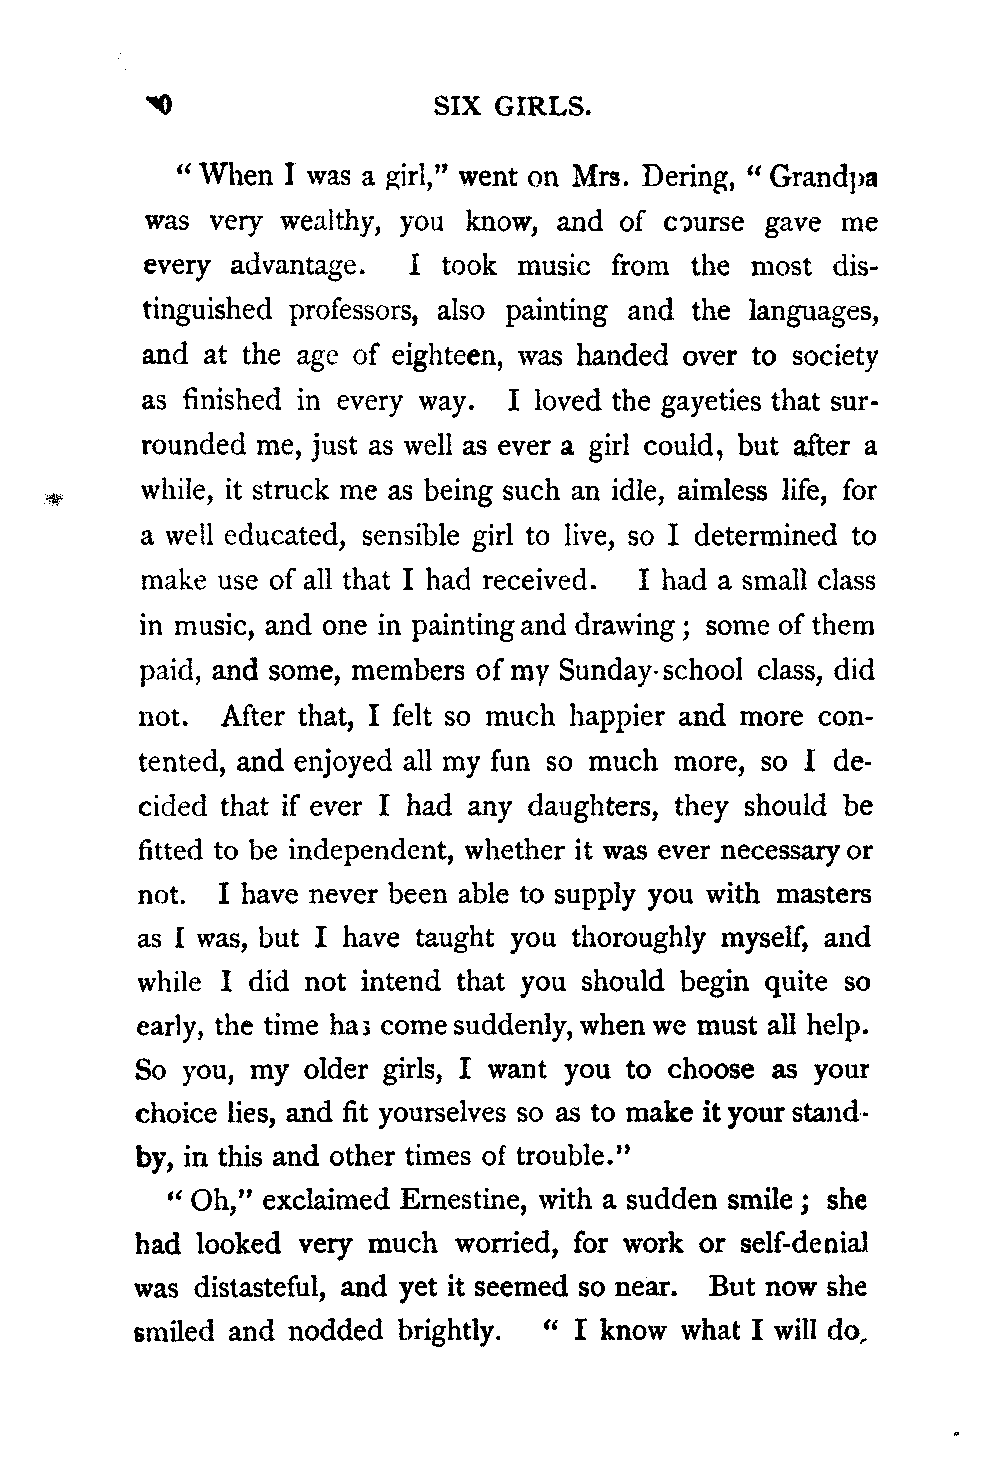 SIX GIRLS.
“ When I was a girl,” went on Mrs. Dering, “ Grandpa
was very wealthy, you know, and of course gave me
every advantage. I took music from the most dis-
tinguished professors, also painting and the languages,
and at the age of eighteen, was handed over to society
as finished in every way. I loved the gayeties that sur-
rounded me, just as well as ever a girl could, but after a
while, it struck me as being such an idle, aimless life, for
a well educated, sensible girl to live, so I determined to
make use of all that I had received. I had a small class
in music, and one in painting and drawing ; some of them
paid, and some, members of my Sunday-school class, did
not. After that, I felt so much happier and more con-
tented, and enjoyed all my fun so much more, so I de-
cided that if ever I had any daughters, they should be
fitted to be independent, whether it was ever necessary or
not. I have never been able to supply you with masters
as I was, but I have taught you thoroughly myself, and
while I did not intend that you should begin quite so
early, the time has come suddenly, when we must all help.
So you, my older girls, I want you to choose as your
choice lies, and fit yourselves so as to make it your stand-
by, in this and other times of trouble.”
“ Oh,” exclaimed Ernestine, with a sudden smile ; she
had looked very much worried, for work or self-denial
was distasteful, and yet it seemed so near. But now she
smiled and nodded brightly. “ I know what I will do,